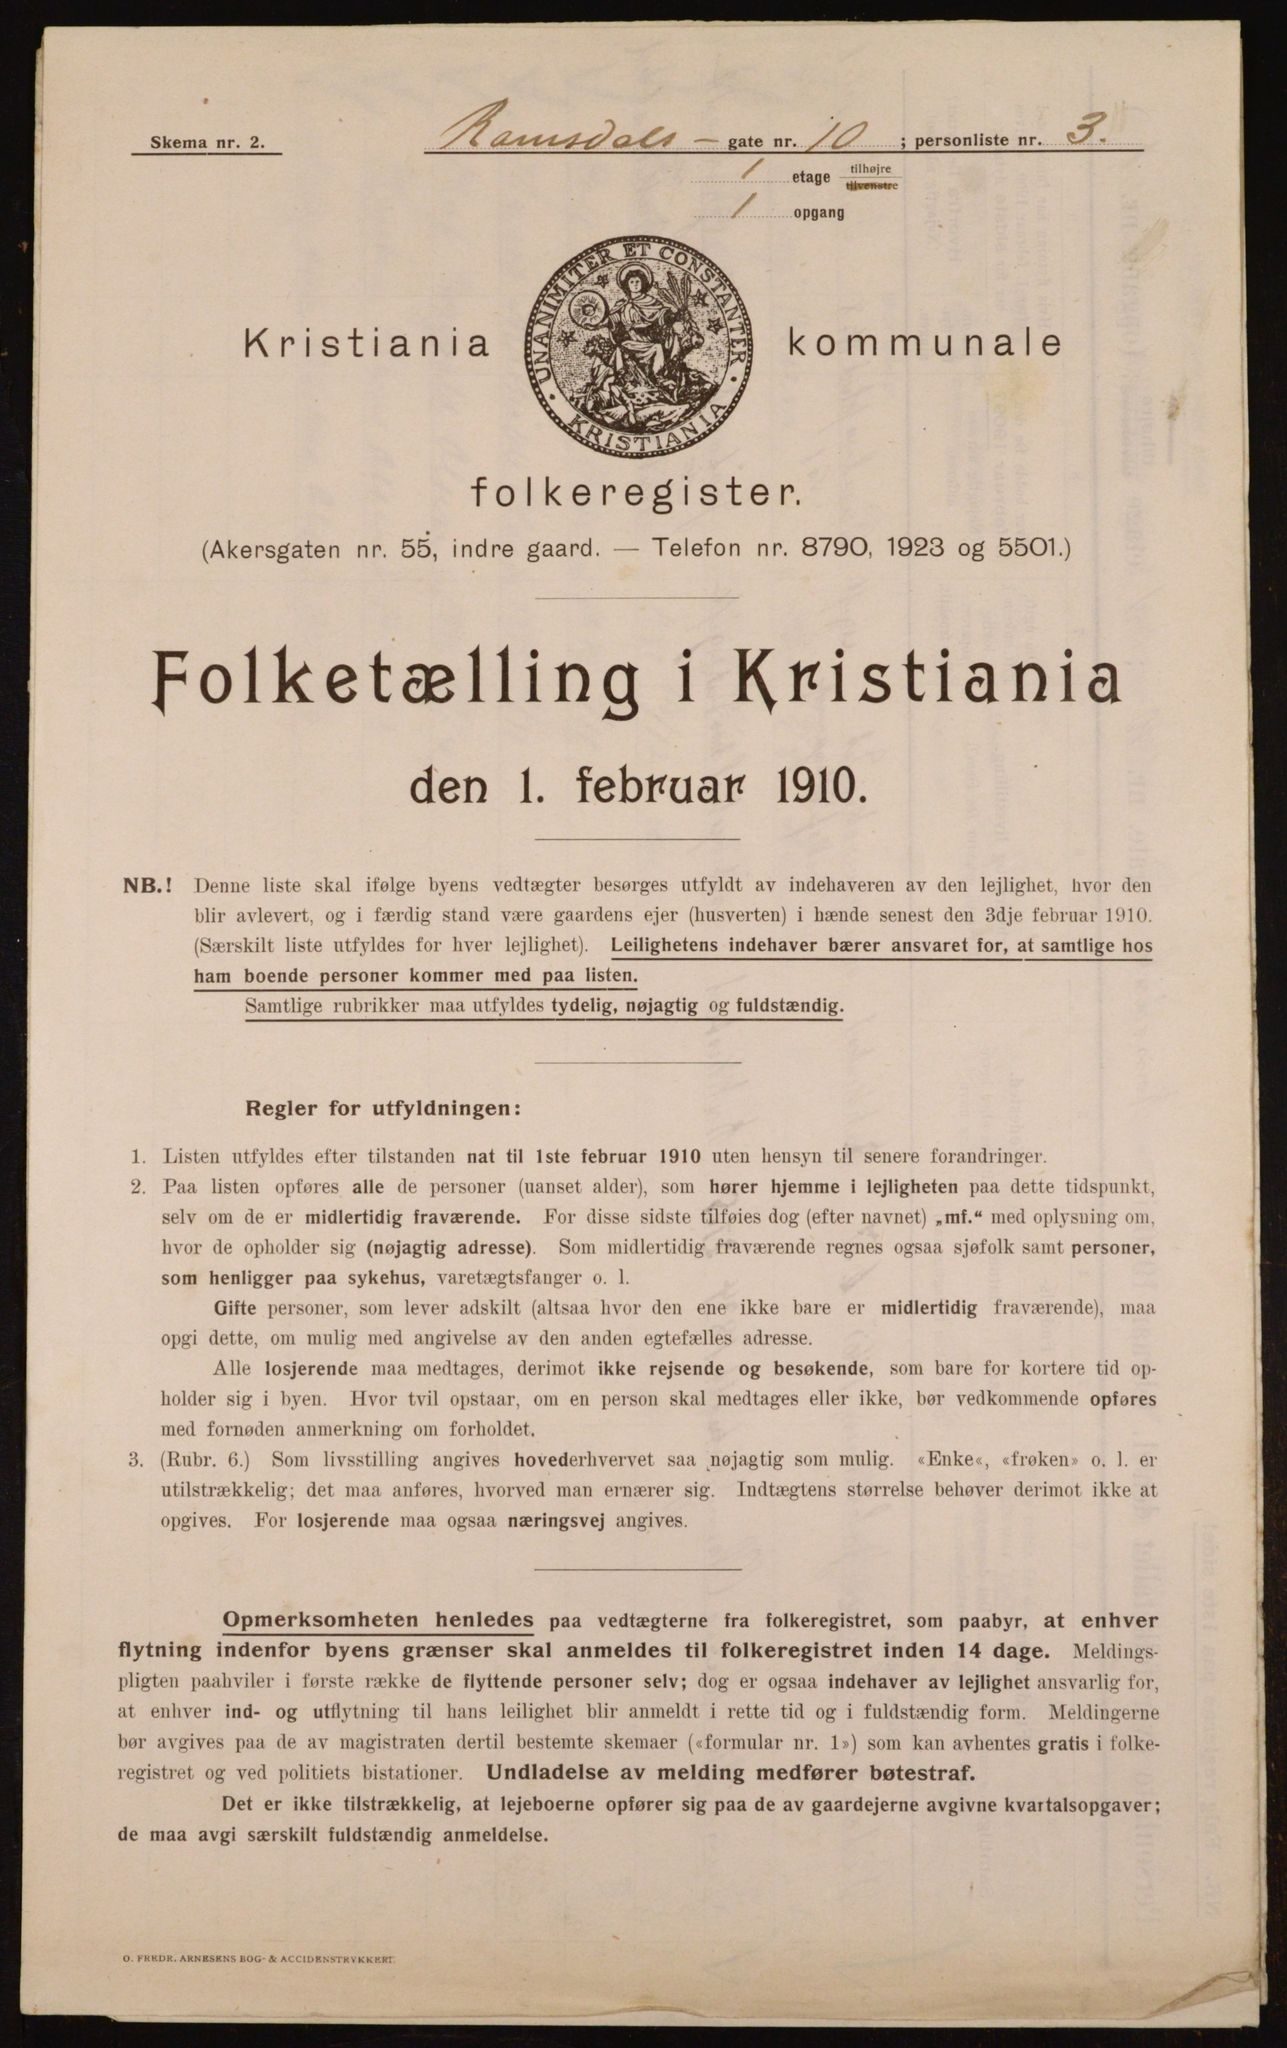 Skema nr. 2.
Ramsdals – gate nr. 10 ; personliste nr. 3.
1 etage tilhøjre
tilvenstre
1 opgang
UNANIMITER ET CONSTANTER
KRISTIANIA
Kristiania kommunale
folkeregister.
(Akersgaten nr. 55, indre gaard. — Telefon nr. 8790, 1923 og 5501.)
Folketælling i Kristiania
den 1. februar 1910.
NB.! Denne liste skal ifølge byens vedtægter besørges utfyldt av indehaveren av den lejlighet, hvor den
blir avlevert, og i færdig stand være gaardens ejer (husverten) i hænde senest den 3dje februar 1910.
(Særskilt liste utfyldes for hver lejlighet). Leilighetens indehaver bærer ansvaret for, at samtlige hos
ham boende personer kommer med paa listen.
Samtlige rubrikker maa utfyldes tydelig, nøjagtig og fuldstændig.
Regler for utfyldningen:
1. Listen utfyldes efter tilstanden nat til 1ste februar 1910 uten hensyn til senere forandringer.
2. Paa listen opføres alle de personer (uanset alder), som hører hjemme i lejligheten paa dette tidspunkt,
selv om de er midlertidig fraværende. For disse sidste tilføies dog (efter navnet) „mf.“ med oplysning om,
hvor de opholder sig (nøjagtig adresse). Som midlertidig fraværende regnes ogsaa sjøfolk samt personer,
som henligger paa sykehus, varetægtsfanger o. l.
Gifte personer, som lever adskilt (altsaa hvor den ene ikke bare er midlertidig fraværende), maa
opgi dette, om mulig med angivelse av den anden egtefælles adresse.
Alle losjerende maa medtages, derimot ikke rejsende og besøkende, som bare for kortere tid op-
holder sig i byen. Hvor tvil opstaar, om en person skal medtages eller ikke, bør vedkommende opføres
med fornøden anmerkning om forholdet.
3. (Rubr. 6.) Som livsstilling angives hovederhvervet saa nøjagtig som mulig. «Enke«, «frøken» o. l. er
utilstrækkelig; det maa anføres, hvorved man ernærer sig. Indtægtens størrelse behøver derimot ikke at
opgives. For losjerende maa ogsaa næringsvej angives.
Opmerksomheten henledes paa vedtægterne fra folkeregistret, som paabyr, at enhver
flytning indenfor byens grænser skal anmeldes til folkeregistret inden 14 dage. Meldings-
pligten paahviler i første række de flyttende personer selv; dog er ogsaa indehaver av lejlighet ansvarlig for,
at enhver ind- og utflytning til hans leilighet blir anmeldt i rette tid og i fuldstændig form. Meldingerne
bør avgives paa de av magistraten dertil bestemte skemaer («formular nr. 1») som kan avhentes gratis i folke-
registret og ved politiets bistationer. Undladelse av melding medfører bøtestraf.
Det er ikke tilstrækkelig, at lejeboerne opfører sig paa de av gaardejerne avgivne kvartalsopgaver;
de maa avgi særskilt fuldstændig anmeldelse.
O. FREDR. ARNESENS BOG- & ACCIDENSTRYKKERI.